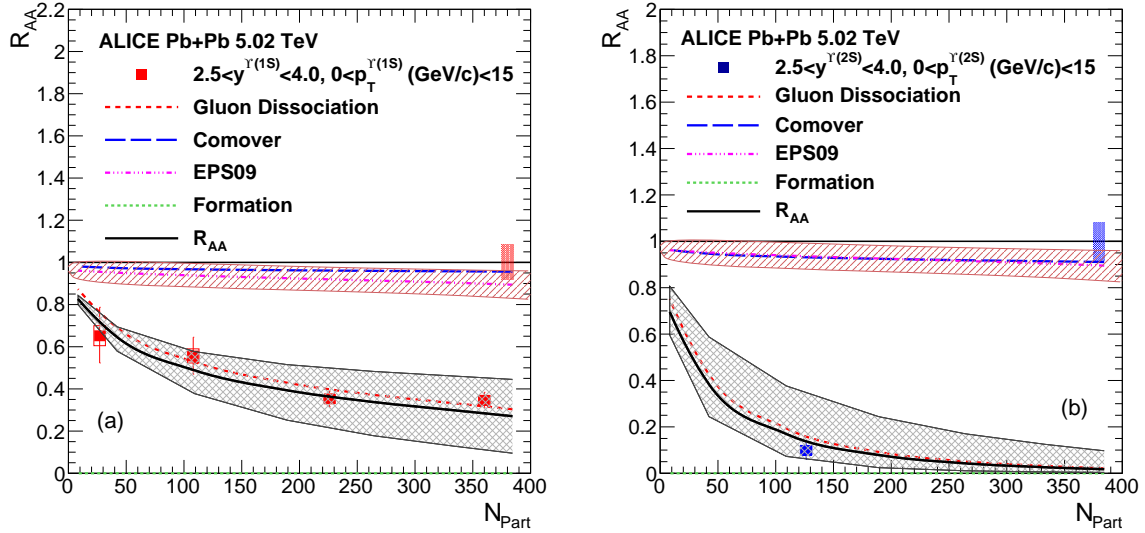 R_AA
2.2
2
1.8
1.6
1.4
1.2
1
0.8
0.6
0.4
0.2
0
ALICE Pb+Pb 5.02 TeV
2.5<y^ϒ(1S)<4.0, 0<p_T^ϒ(1S) (GeV/c)<15
Gluon Dissociation
Comover
EPS09
Formation
R_AA
(a)
0 50 100 150 200 250 300 350 400
N_Part
R_AA
2
1.8
1.6
1.4
1.2
1
0.8
0.6
0.4
0.2
0
ALICE Pb+Pb 5.02 TeV
2.5<y^ϒ(2S)<4.0, 0<p_T^ϒ(2S) (GeV/c)<15
Gluon Dissociation
Comover
EPS09
Formation
R_AA
(b)
0 50 100 150 200 250 300 350 400
N_Part